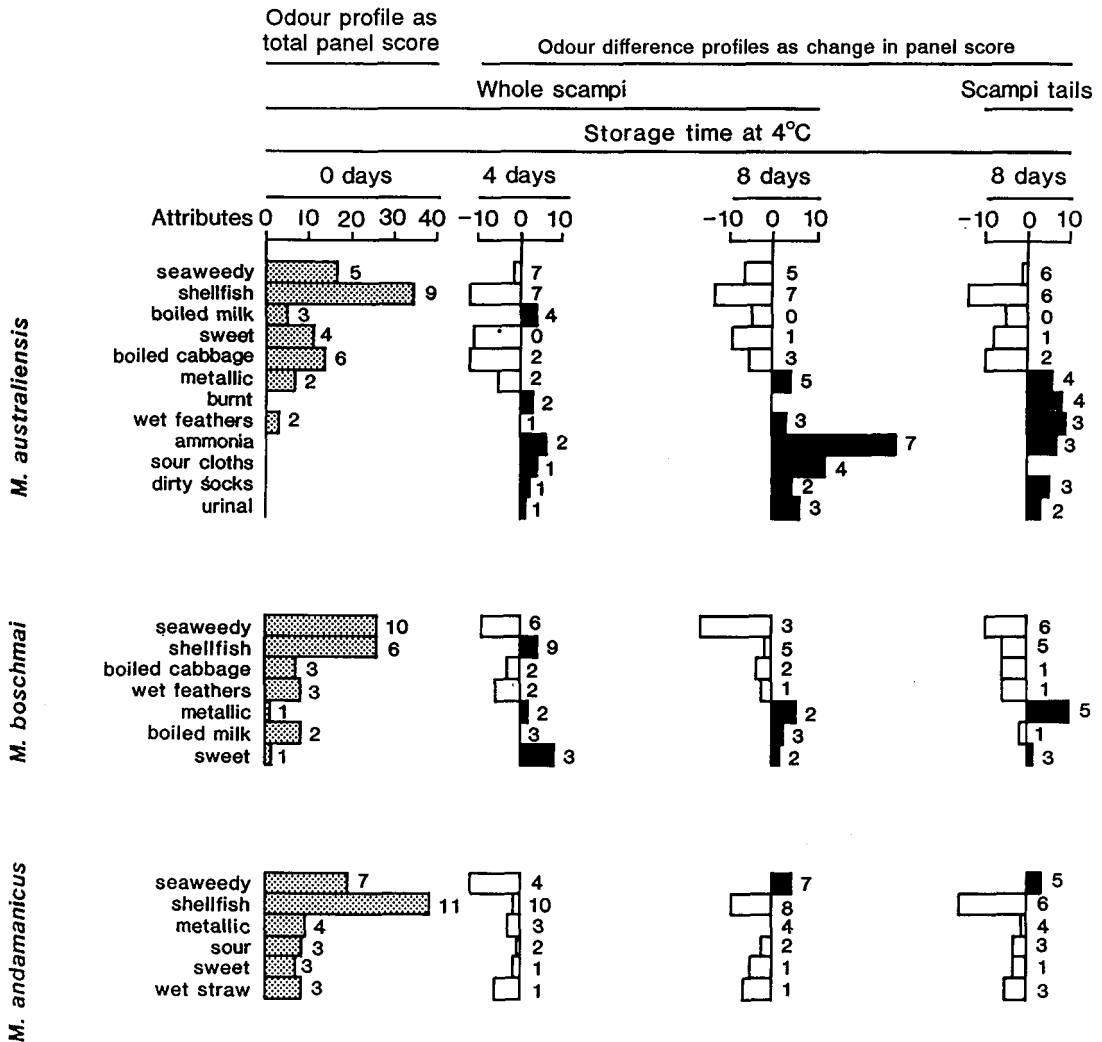 Odour profile as
total panel score
Odour difference profiles as change in panel score
Whole scampi
Scampi tails
Storage time at 4°C
0 days 4 days 8 days 8 days
Attributes 0 10 20 30 40 −10 0 10 −10 0 10 −10 0 10
M. australiensis
seaweedy 5 7 5 6
shellfish 9 7 7 6
boiled milk 3 4 0 0
sweet 4 0 1 1
boiled cabbage 6 2 3 2
metallic 2 2 5 4
burnt 2 4
wet feathers 2 1 3 3
ammonia 2 7 3
sour cloths 1 4
dirty socks 1 2 3
urinal 1 3 2
M. boschmai
seaweedy 10 6 3 6
shellfish 6 9 5 5
boiled cabbage 3 2 2 1
wet feathers 3 2 1 1
metallic 1 2 2 5
boiled milk 2 3 3 1
sweet 1 3 2 3
M. andamanicus
seaweedy 7 4 7 5
shellfish 11 10 8 6
metallic 4 3 4 4
sour 3 2 2 3
sweet 3 1 1 1
wet straw 3 1 1 3